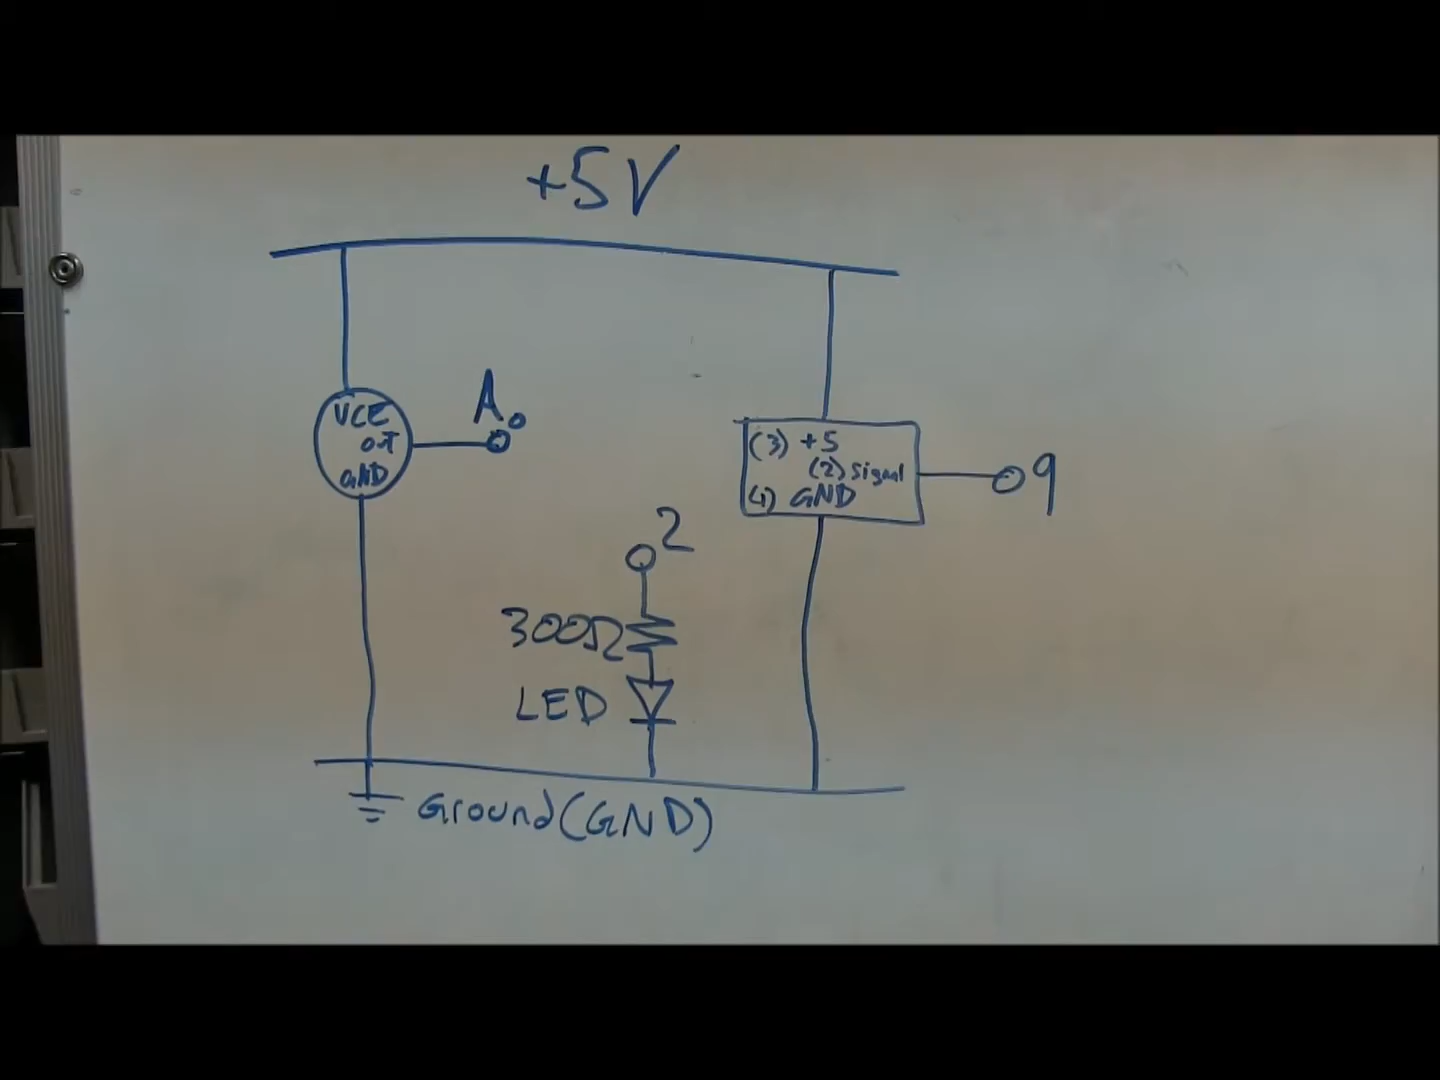 +5V
VCE
out
GND
A0
(3) +5
(2) Signal
(1) GND
9
2
300Ω
LED
Ground (GND)